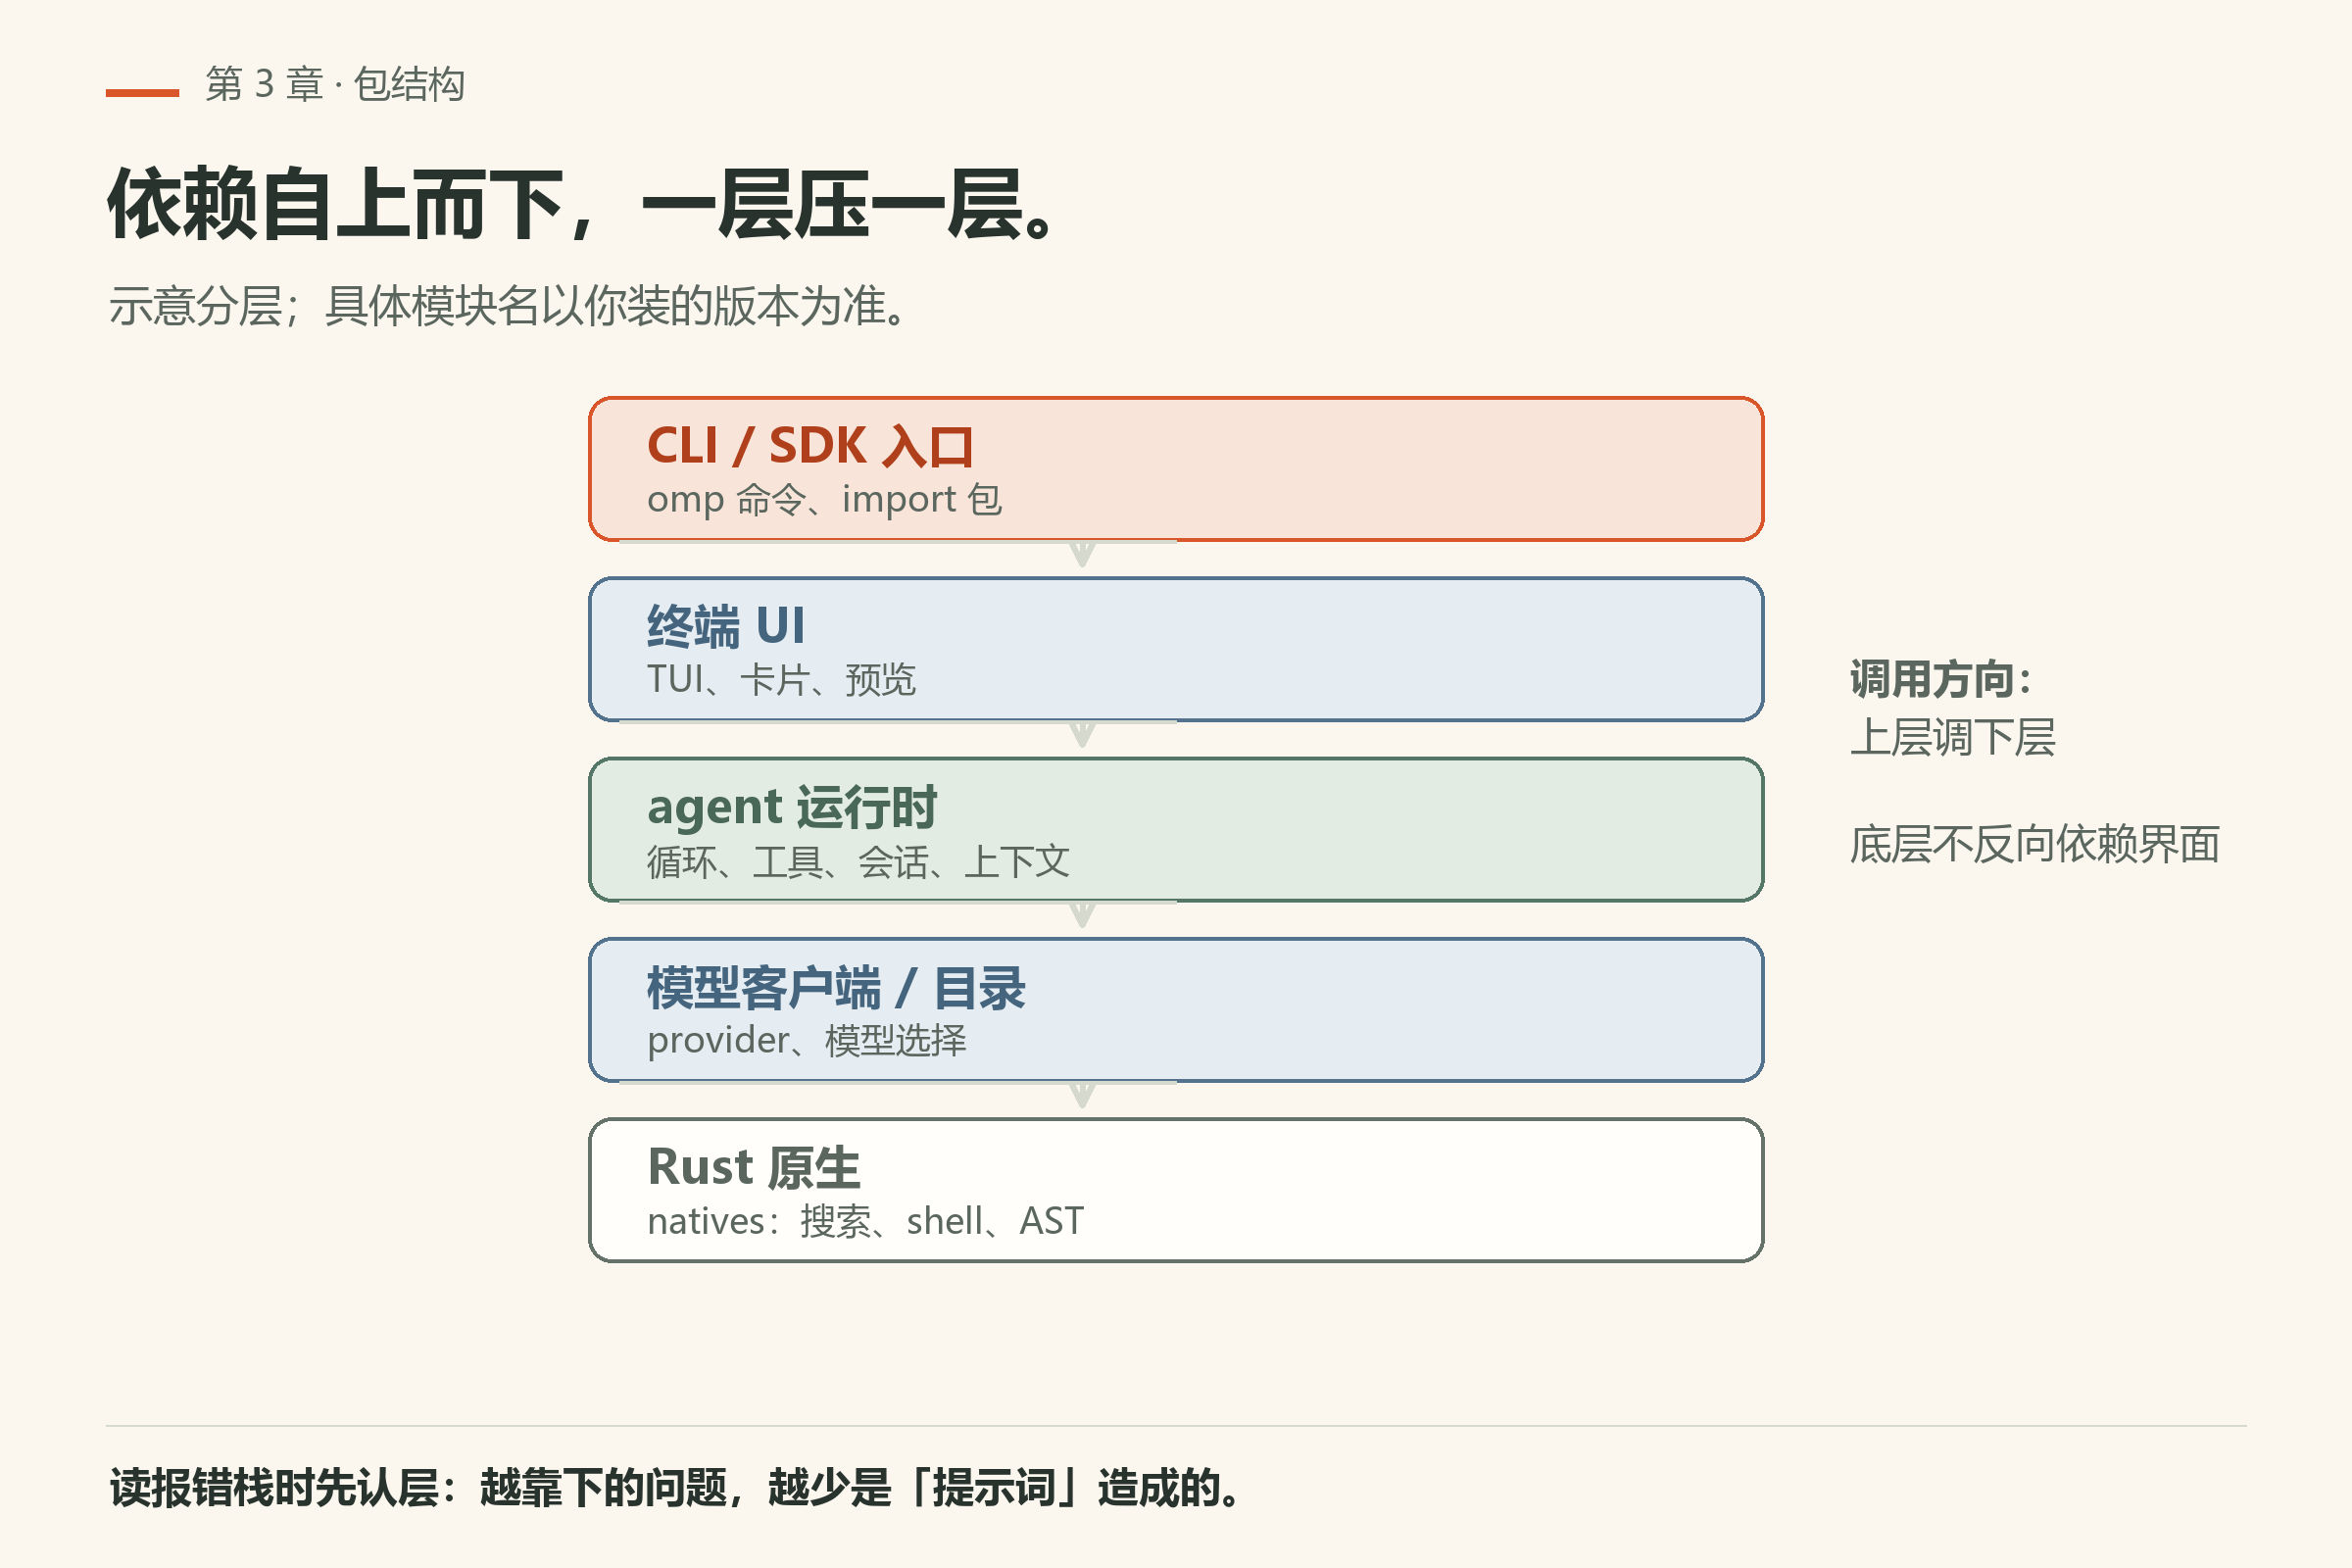 第 3 章 · 包结构
依赖自上而下，一层压一层。
示意分层；具体模块名以你装的版本为准。
CLI / SDK 入口
omp 命令、import 包
终端 UI
TUI、卡片、预览
agent 运行时
循环、工具、会话、上下文
模型客户端 / 目录
provider、模型选择
Rust 原生
natives：搜索、shell、AST
调用方向：
上层调下层
底层不反向依赖界面
读报错栈时先认层：越靠下的问题，越少是「提示词」造成的。